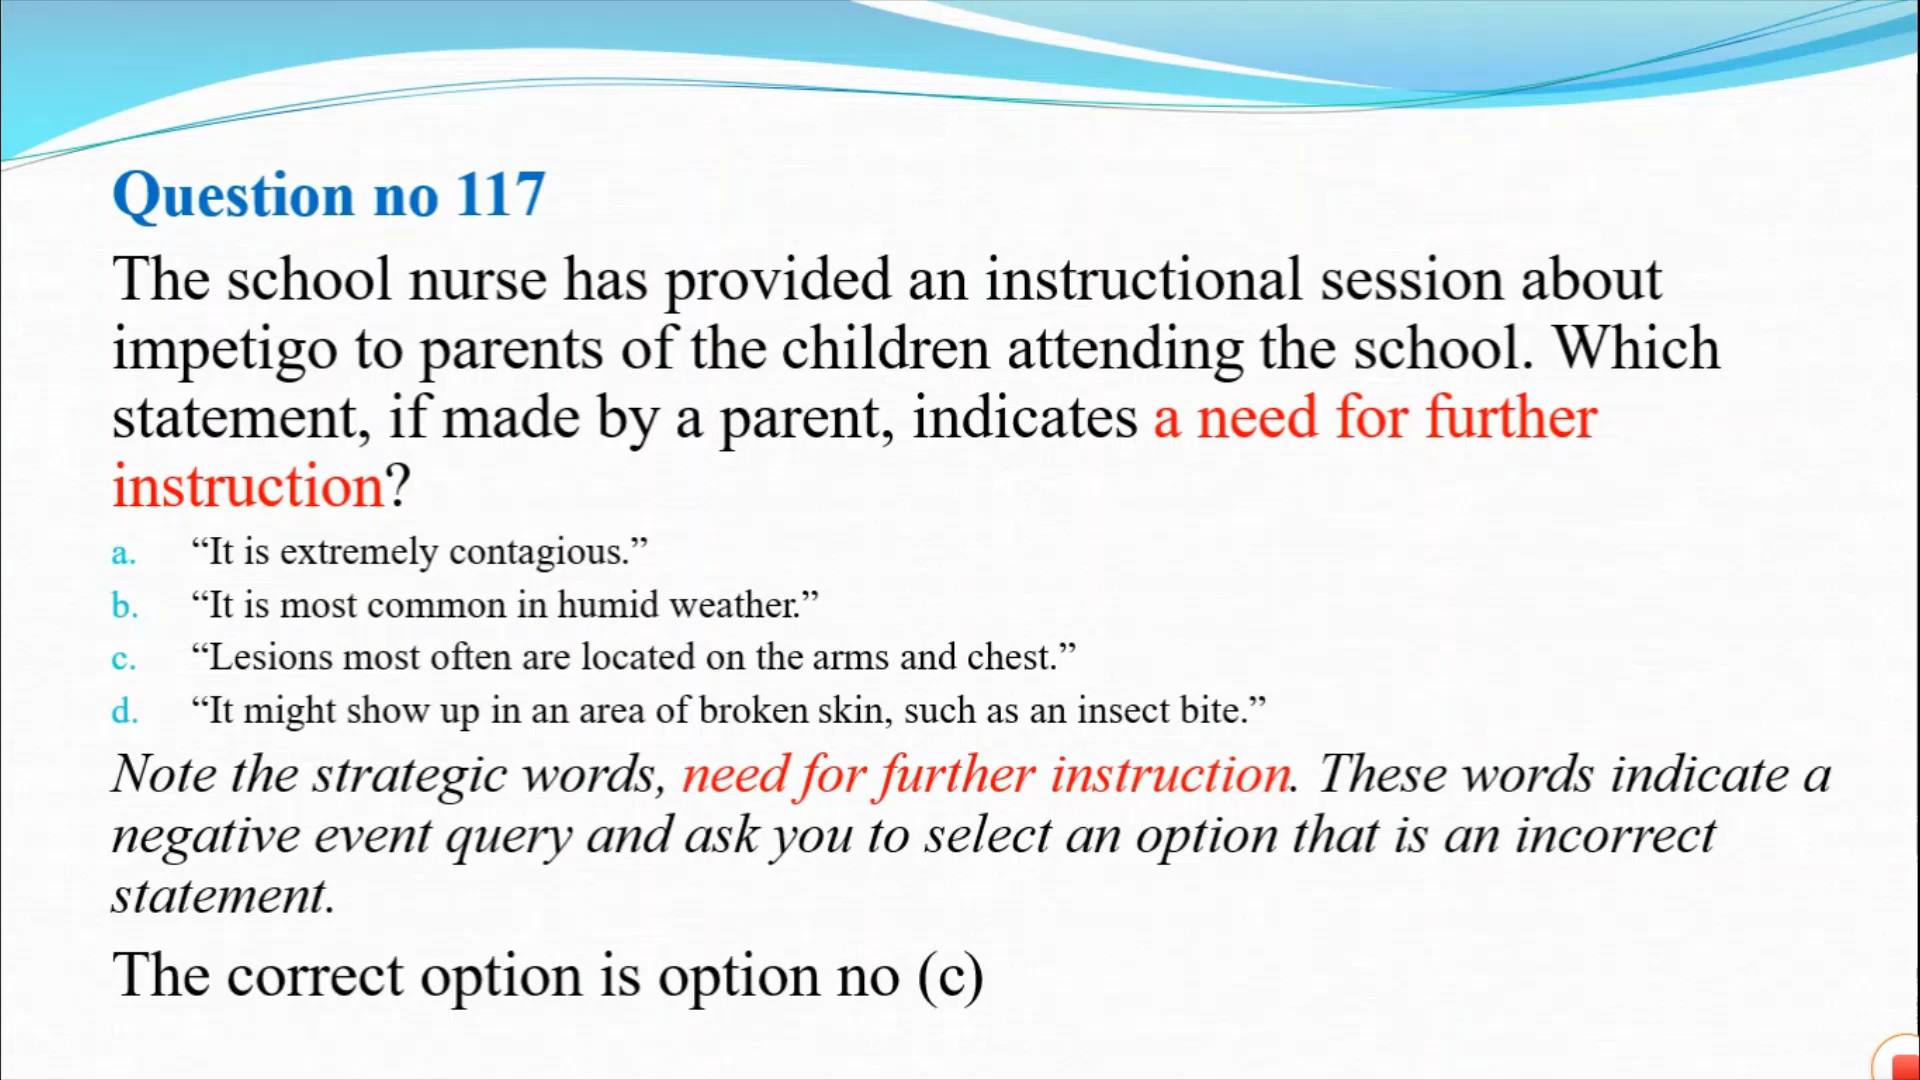 Question no 117
The school nurse has provided an instructional session about
impetigo to parents of the children attending the school. Which
statement, if made by a parent, indicates a need for further
instruction?
a. “It is extremely contagious.”
b. “It is most common in humid weather.”
c. “Lesions most often are located on the arms and chest.”
d. “It might show up in an area of broken skin, such as an insect bite.”
Note the strategic words, need for further instruction. These words indicate a
negative event query and ask you to select an option that is an incorrect
statement.
The correct option is option no (c)